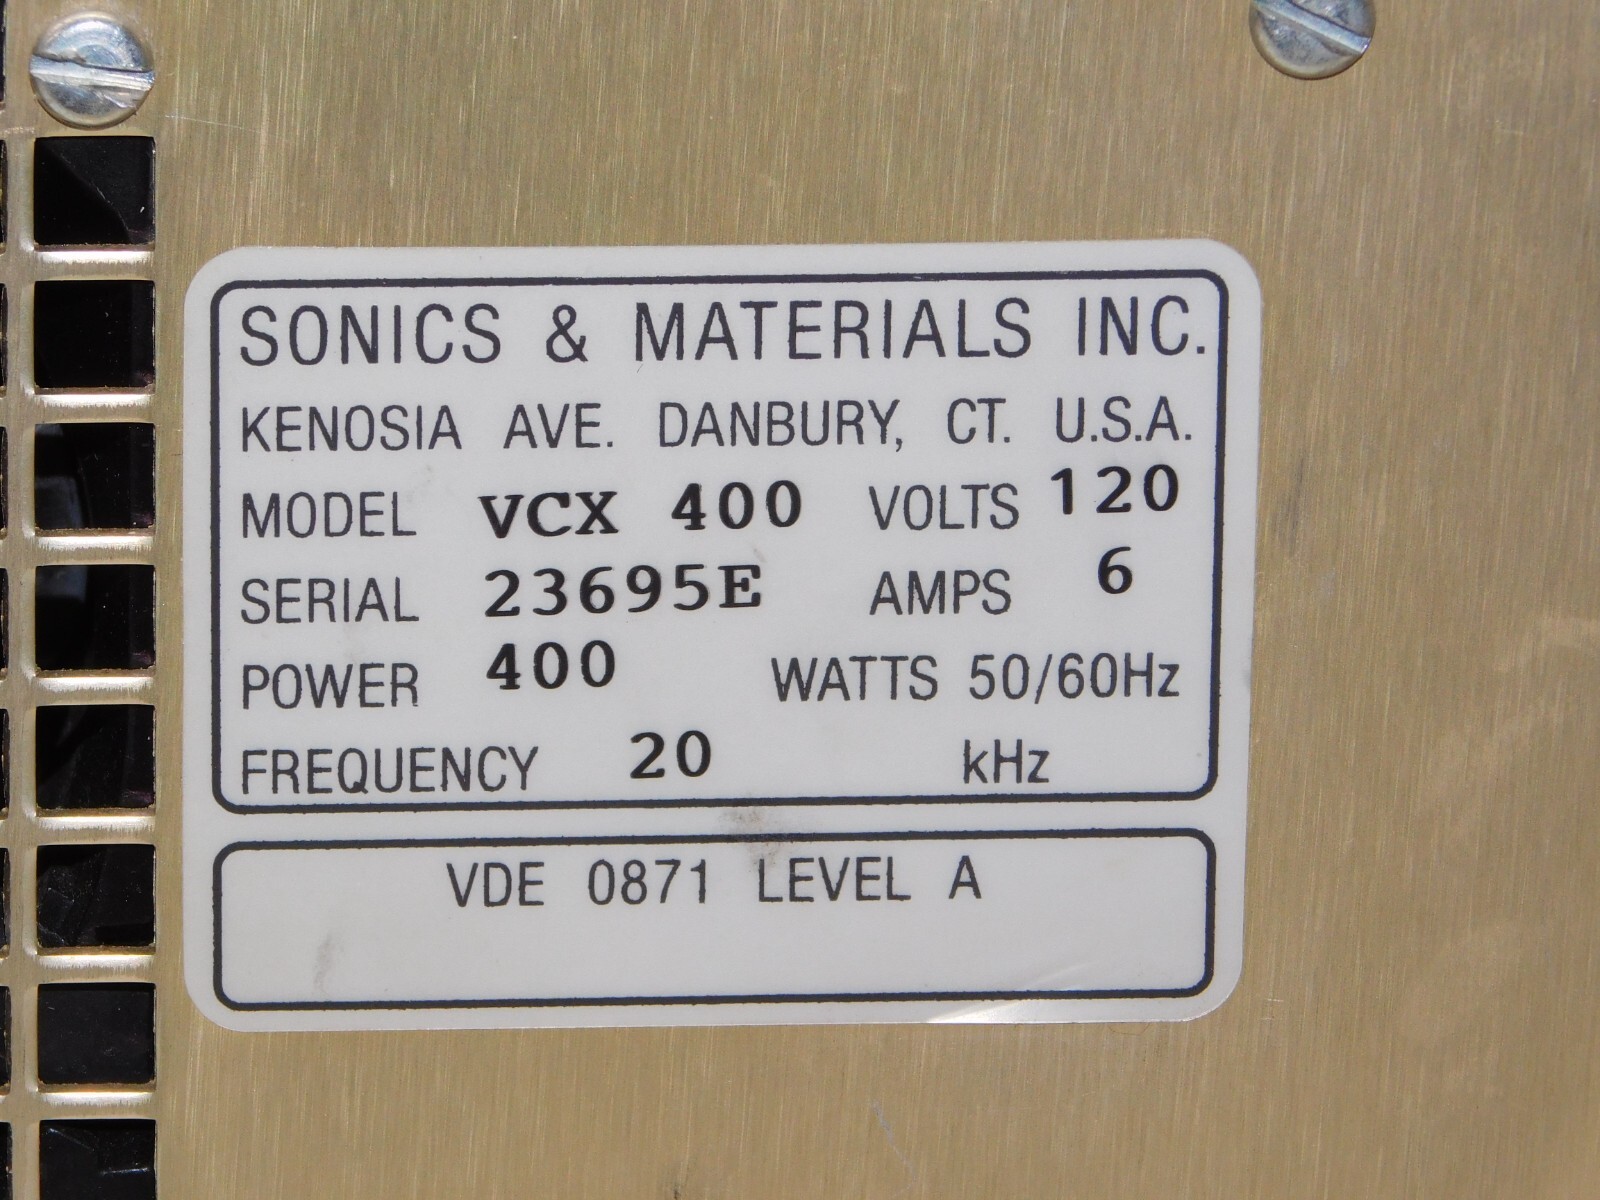 SONICS & MATERIALS INC.
KENOSIA AVE. DANBURY, CT. U.S.A.
MODEL VCX 400 VOLTS 120
SERIAL 23695E AMPS 6
POWER 400 WATTS 50/60Hz
FREQUENCY 20 kHz
VDE 0871 LEVEL A